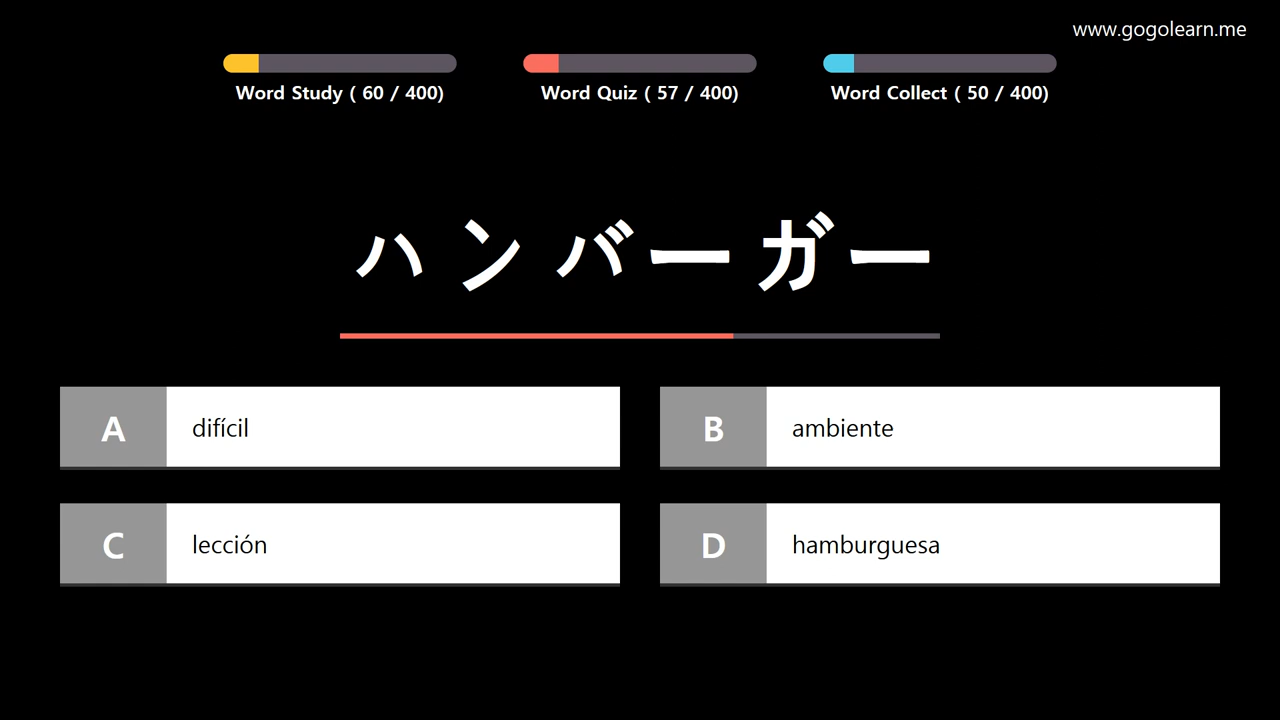 www.gogolearn.me
Word Study ( 60 / 400)
Word Quiz ( 57 / 400)
Word Collect ( 50 / 400)
ハンバーガー
A difícil
B ambiente
C lección
D hamburguesa